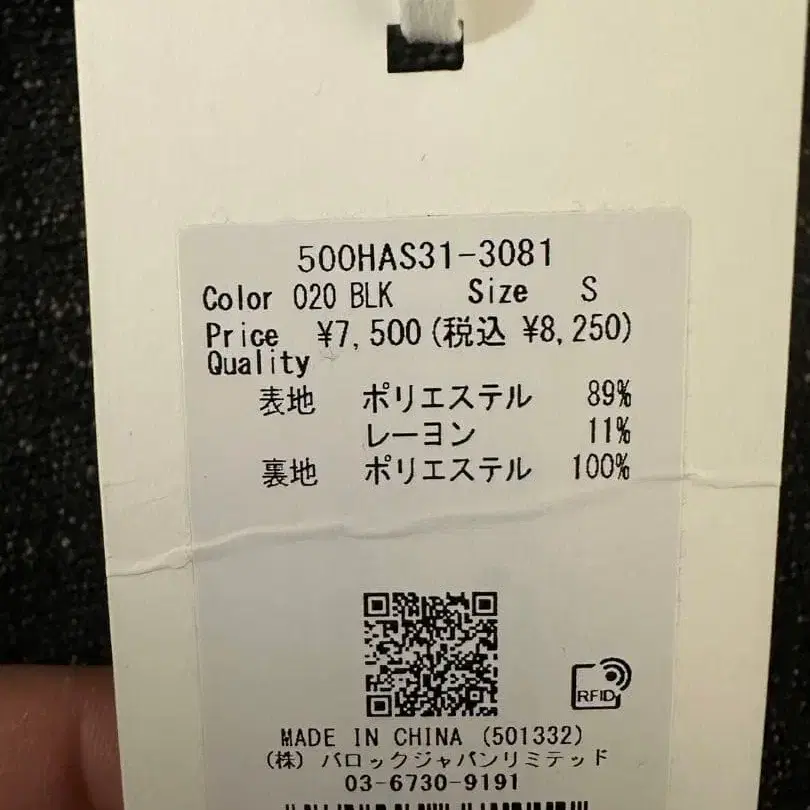 500HAS31-3081
Color 020 BLK Size S
Price ¥7,500(税込 ¥8,250)
Quality
表地 ポリエステル 89%
レーヨン 11%
裏地 ポリエステル 100%
RFID
MADE IN CHINA (501332)
(株) バロックジャパンリミテッド
03-6730-9191